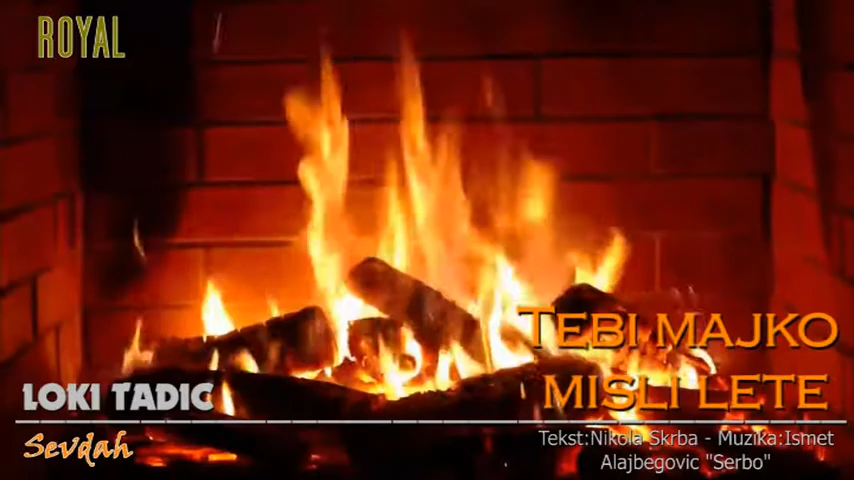 ROYAL
TEBI MAJKO
MISLI LETE
LOKI TADIC
Sevdah
Tekst:Nikola Skrba - Muzika:Ismet
Alajbegovic "Serbo"